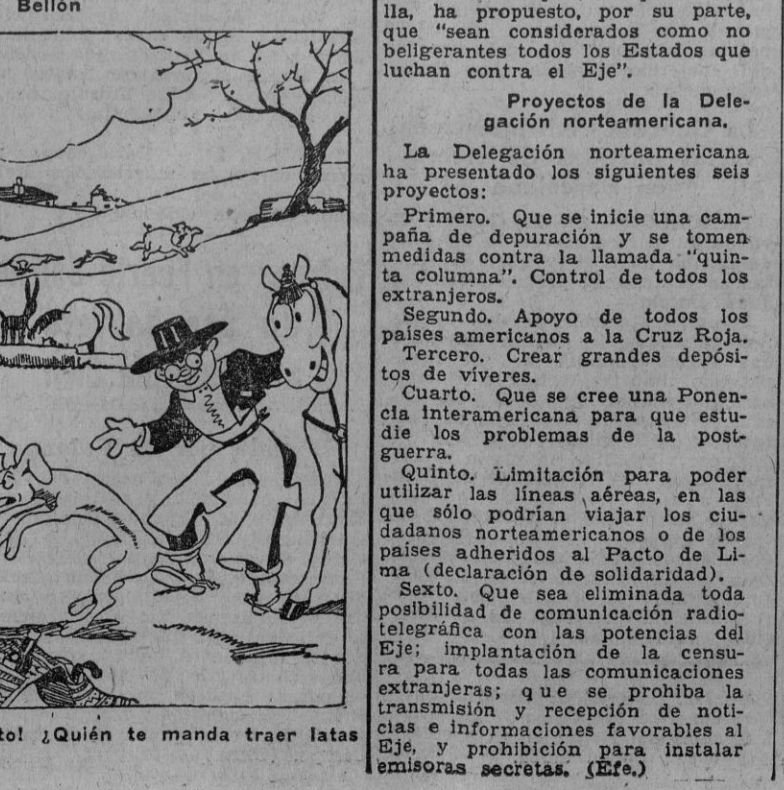 Bellón
to! ¿Quién te manda traer latas
lla, ha propuesto, por su parte,
que "sean considerados como no
beligerantes todos los Estados que
luchan contra el Eje".
Proyectos de la Dele-
gación norteamericana.
La Delegación norteamericana
ha presentado los siguientes seis
proyectos:
Primero. Que se inicie una cam-
paña de depuración y se tomen
medidas contra la llamada "quin-
ta columna". Control de todos los
extranjeros.
Segundo. Apoyo de todos los
países americanos a la Cruz Roja.
Tercero. Crear grandes depósi-
tos de víveres.
Cuarto. Que se cree una Ponen-
cia interamericana para que estu-
die los problemas de la post-
guerra.
Quinto. Limitación para poder
utilizar las líneas aéreas, en las
que sólo podrían viajar los ciu-
dadanos norteamericanos o de los
países adheridos al Pacto de Li-
ma (declaración de solidaridad).
Sexto. Que sea eliminada toda
posibilidad de comunicación radio-
telegráfica con las potencias del
Eje; implantación de la censu-
ra para todas las comunicaciones
extranjeras; que se prohiba la
transmisión y recepción de noti-
cias e informaciones favorables al
Eje, y prohibición para instalar
emisoras secretas. (Efe.)